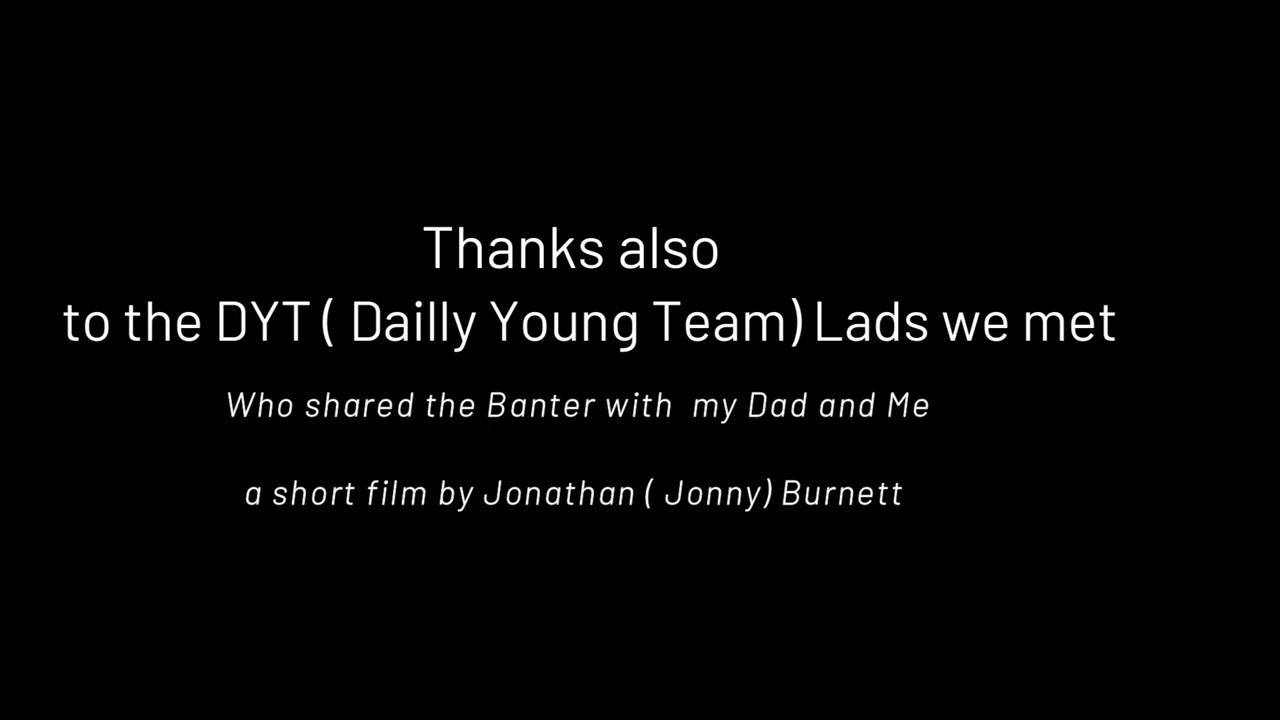 Thanks also
to the DYT ( Dailly Young Team) Lads we met
Who shared the Banter with  my Dad and Me
a short film by Jonathan ( Jonny) Burnett